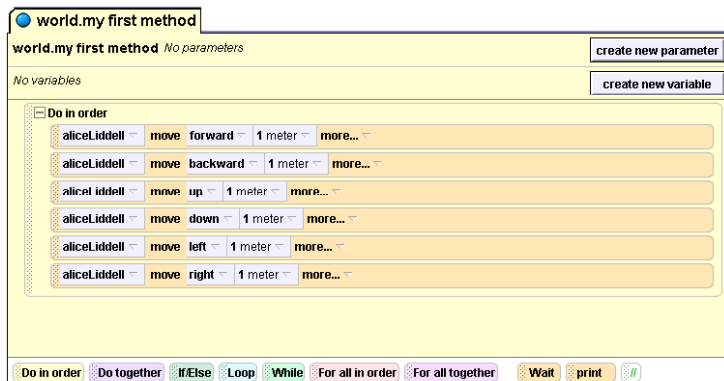 world.my first method
world.my first method No parameters create new parameter
No variables create new variable
Do in order
aliceLiddell move forward 1 meter more...
aliceLiddell move backward 1 meter more...
aliceLiddell move up 1 meter more...
aliceLiddell move down 1 meter more...
aliceLiddell move left 1 meter more...
aliceLiddell move right 1 meter more...
Do in order Do together If/Else Loop While For all in order For all together Wait print //